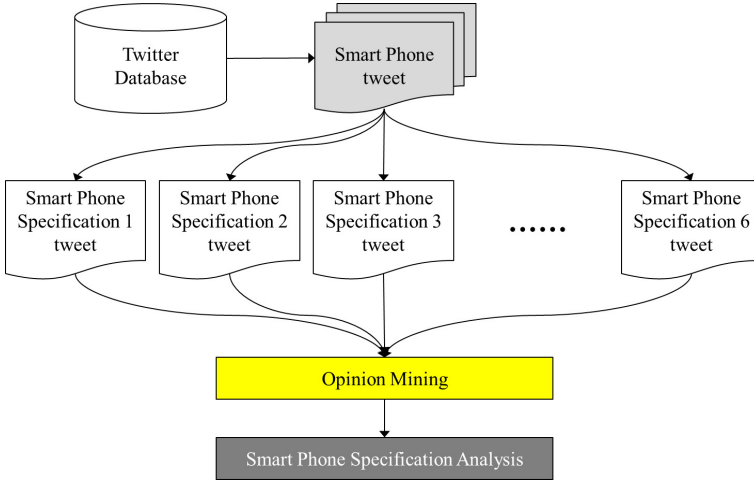 Twitter
Database
Smart Phone
tweet
Smart Phone
Specification 1
tweet
Smart Phone
Specification 2
tweet
Smart Phone
Specification 3
tweet
......
Smart Phone
Specification 6
tweet
Opinion Mining
Smart Phone Specification Analysis